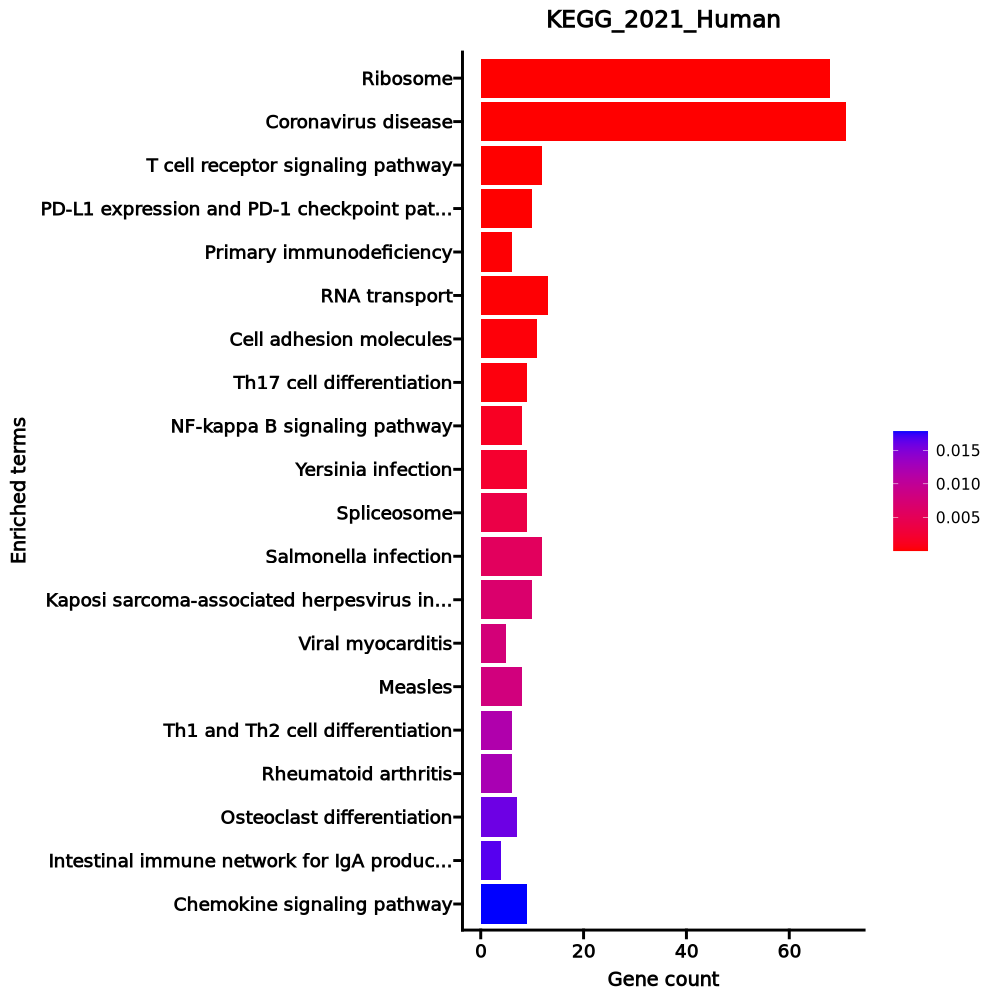 KEGG_2021_Human
Ribosome
Coronavirus disease
T cell receptor signaling pathway
PD-L1 expression and PD-1 checkpoint pat...
Primary immunodeficiency
RNA transport
Cell adhesion molecules
Th17 cell differentiation
NF-kappa B signaling pathway
Yersinia infection
Spliceosome
Salmonella infection
Kaposi sarcoma-associated herpesvirus in...
Viral myocarditis
Measles
Th1 and Th2 cell differentiation
Rheumatoid arthritis
Osteoclast differentiation
Intestinal immune network for IgA produc...
Chemokine signaling pathway
Enriched terms
0 20 40 60
Gene count
0.015
0.010
0.005